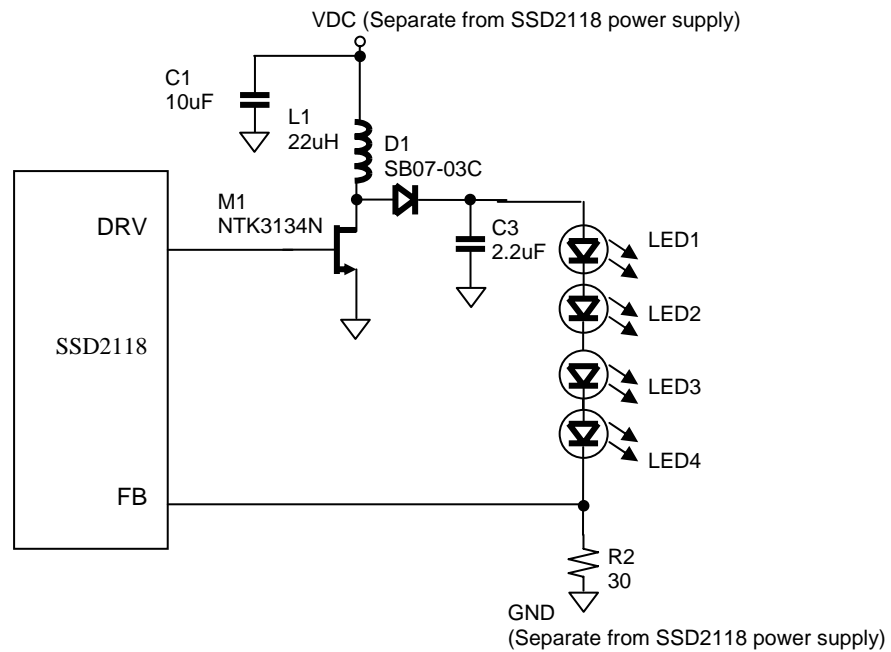 VDC (Separate from SSD2118 power supply)
C1
10uF
L1
22uH
D1
SB07-03C
M1
NTK3134N
DRV
C3
2.2uF
LED1
LED2
SSD2118
LED3
LED4
FB
R2
30
GND
(Separate from SSD2118 power supply)